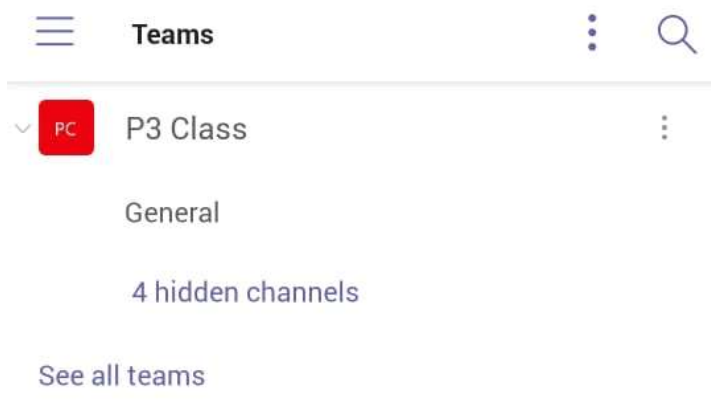 Teams
PC P3 Class
General
4 hidden channels
See all teams